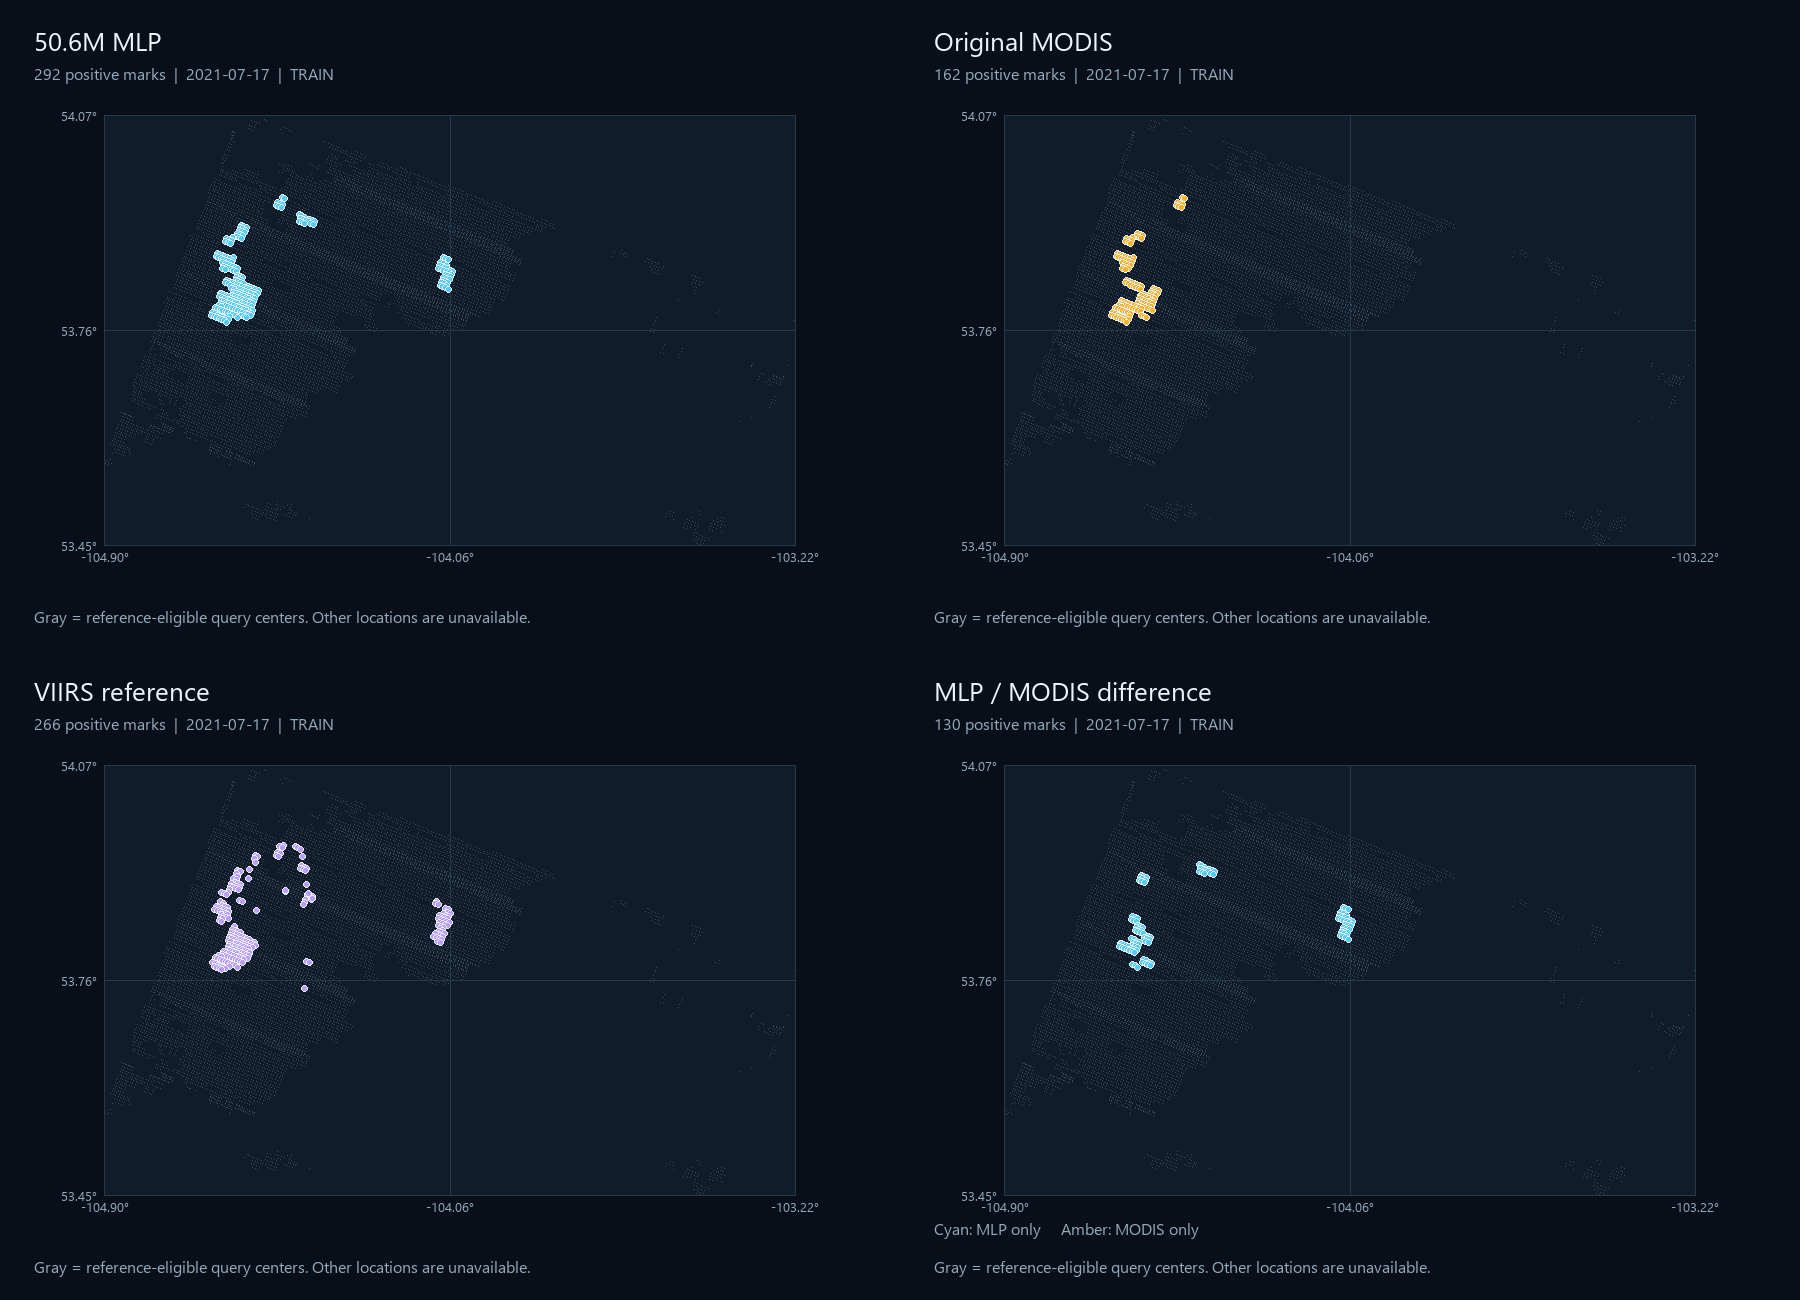 50.6M MLP
292 positive marks | 2021-07-17 | TRAIN
54.07°
53.76°
53.45°
-104.90°
-104.06°
-103.22°
Gray = reference-eligible query centers. Other locations are unavailable.
Original MODIS
162 positive marks | 2021-07-17 | TRAIN
54.07°
53.76°
53.45°
-104.90°
-104.06°
-103.22°
Gray = reference-eligible query centers. Other locations are unavailable.
VIIRS reference
266 positive marks | 2021-07-17 | TRAIN
54.07°
53.76°
53.45°
-104.90°
-104.06°
-103.22°
Gray = reference-eligible query centers. Other locations are unavailable.
MLP / MODIS difference
130 positive marks | 2021-07-17 | TRAIN
54.07°
53.76°
53.45°
-104.90°
-104.06°
-103.22°
Cyan: MLP only Amber: MODIS only
Gray = reference-eligible query centers. Other locations are unavailable.